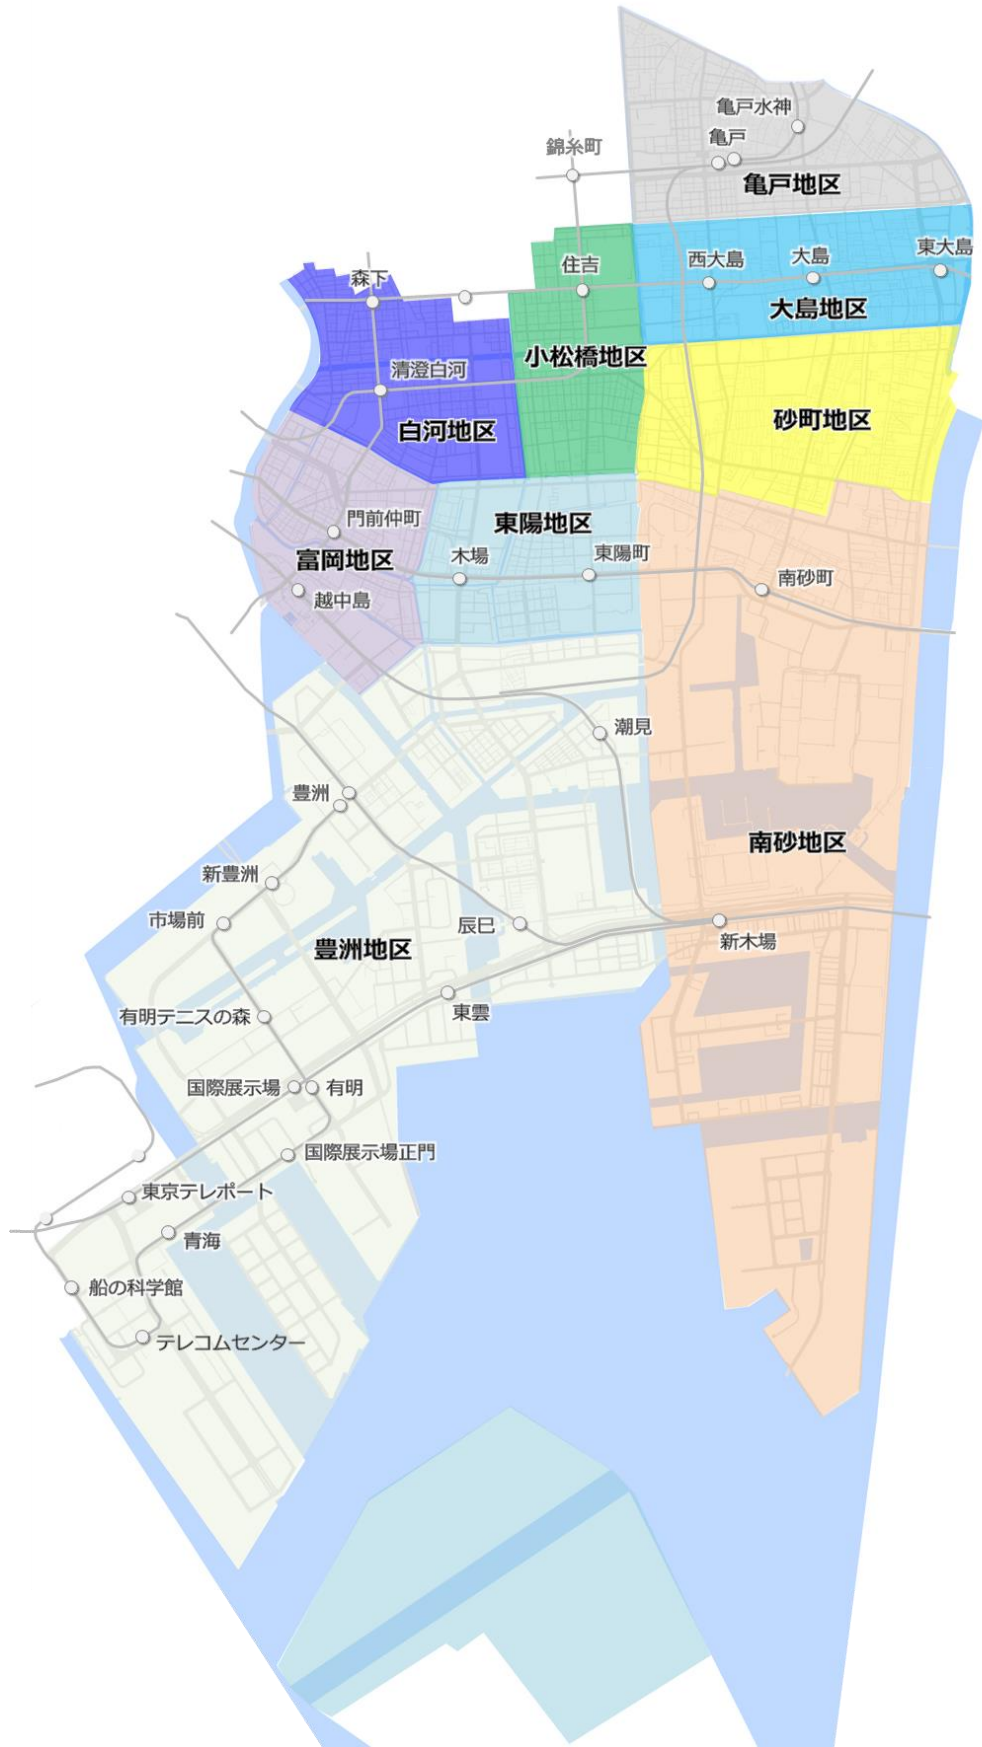 亀戸水神
亀戸
錦糸町
亀戸地区
住吉
西大島
大島
東大島
森下
大島地区
小松橋地区
清澄白河
砂町地区
白河地区
門前仲町
東陽地区
木場
東陽町
富岡地区
南砂町
越中島
潮見
豊洲
南砂地区
新豊洲
市場前
辰巳
新木場
豊洲地区
有明テニスの森
東雲
国際展示場
有明
国際展示場正門
東京テレポート
青海
船の科学館
テレコムセンター